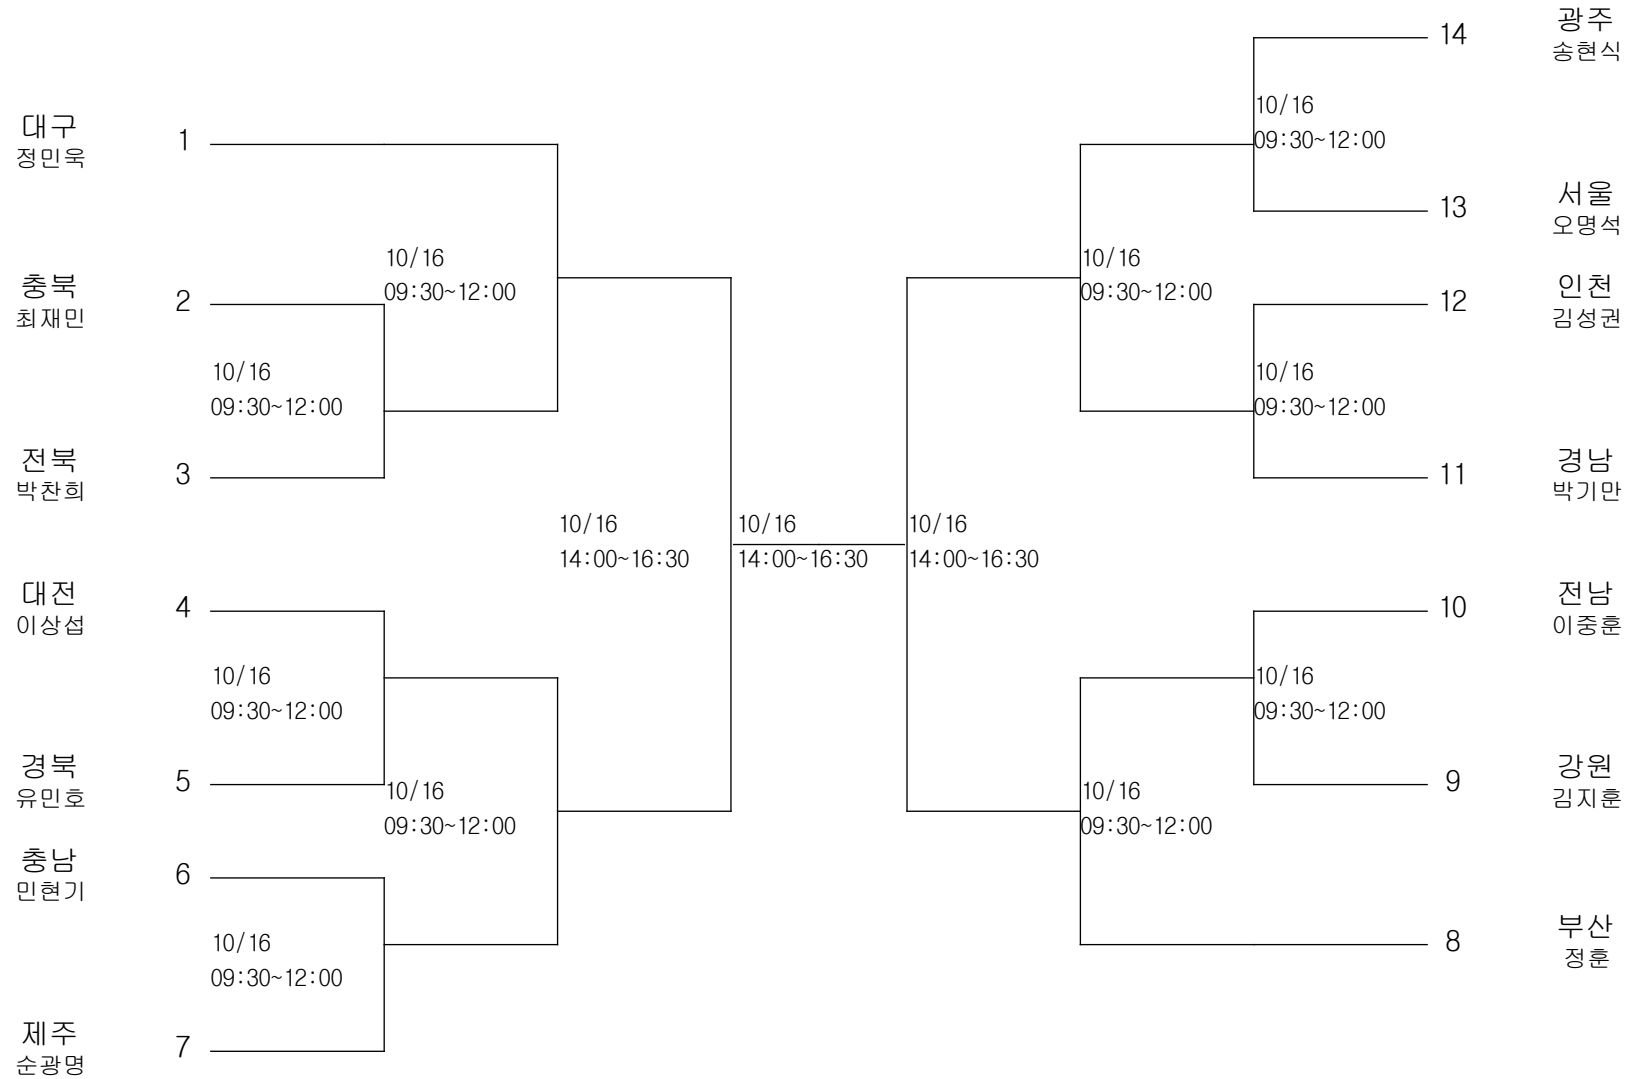 광주
14
송현식
10/16
09:30~12:00
대구
1
정민욱
서울
13
오명석
10/16
09:30~12:00
10/16
09:30~12:00
충북
2
최재민
인천
12
김성권
10/16
09:30~12:00
10/16
09:30~12:00
전북
3
박찬희
경남
11
박기만
10/16
14:00~16:30
10/16
14:00~16:30
10/16
14:00~16:30
대전
4
이상섭
전남
10
이중훈
10/16
09:30~12:00
10/16
09:30~12:00
경북
5
유민호
강원
9
김지훈
10/16
09:30~12:00
10/16
09:30~12:00
충남
6
민현기
부산
8
정훈
10/16
09:30~12:00
제주
7
순광명